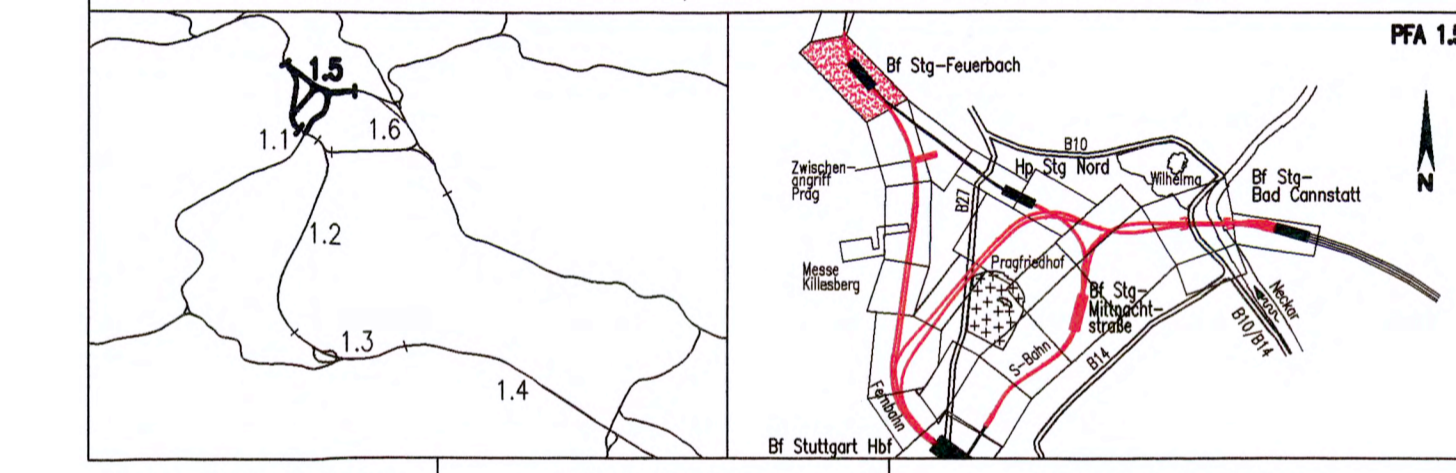 1.5
1.1
1.6
1.2
1.3
1.4
PFA 1.5
Bf Stg-Feuerbach
B10
Hp Stg Nord
Wilhelma
Bf Stg-
Bad Cannstatt
Zwischen-
angriff
Prag
B27
Messe
Killesberg
Pragfriedhof
Bf Stg-
Mittnacht-
straße
Neckar
B10/B14
S-Bahn
B14
Fernbahn
Bf Stuttgart Hbf
N